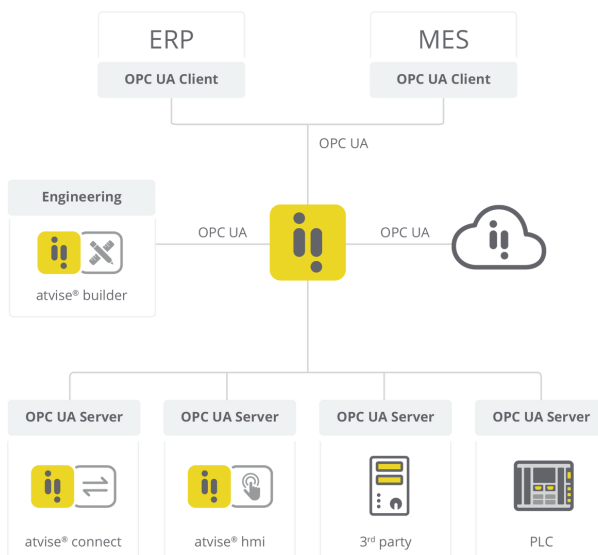 ERP
MES
OPC UA Client
OPC UA Client
OPC UA
Engineering
OPC UA
OPC UA
atvise® builder
OPC UA Server
OPC UA Server
OPC UA Server
OPC UA Server
atvise® connect
atvise® hmi
3rd party
PLC